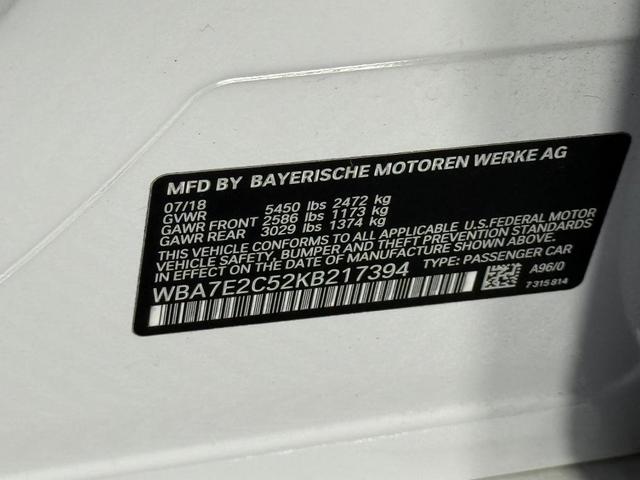 MFD BY BAYERISCHE MOTOREN WERKE AG
07/18
GVWR 5450 lbs 2472 kg
GAWR FRONT 2586 lbs 1173 kg
GAWR REAR 3029 lbs 1374 kg
THIS VEHICLE CONFORMS TO ALL APPLICABLE U.S.FEDERAL MOTOR
VEHICLE SAFETY, BUMPER AND THEFT PREVENTION STANDARDS
IN EFFECT ON THE DATE OF MANUFACTURE SHOWN ABOVE.
WBA7E2C52KB217394 TYPE: PASSENGER CAR
A96/0
7315814